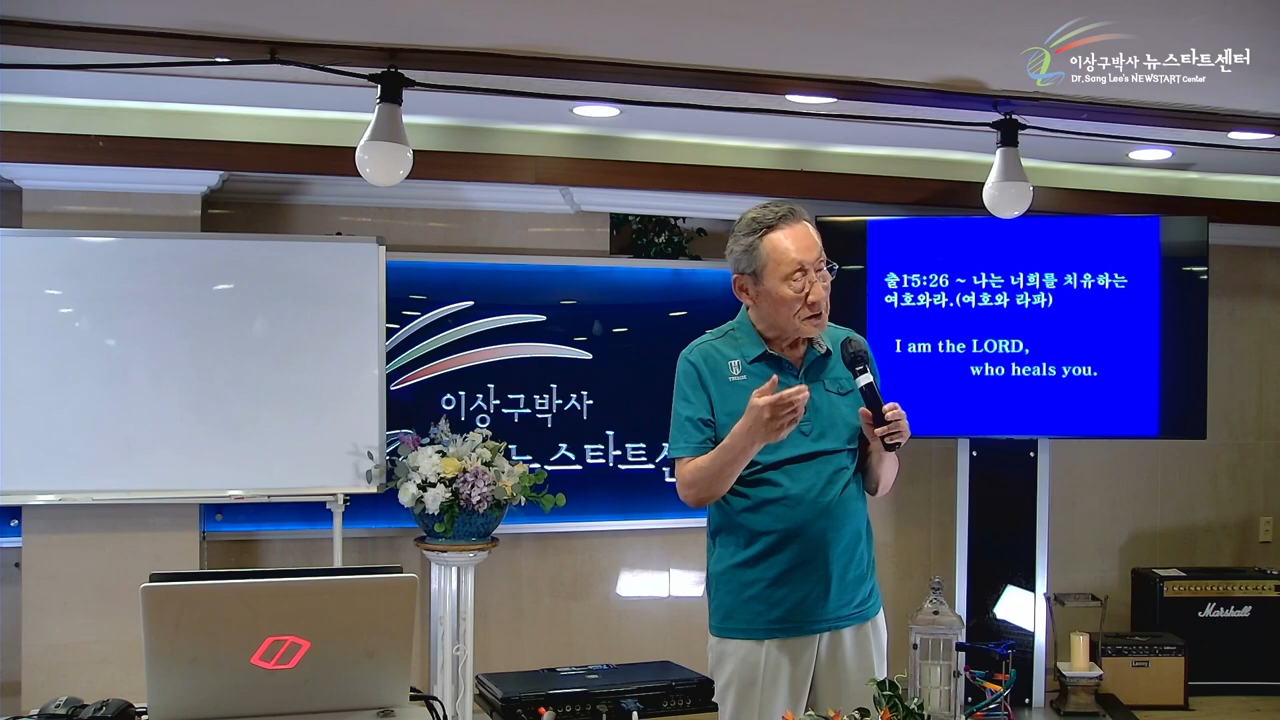 이상구박사 뉴스타트센터
Dr. Sang Lee's NEWSTART Center
출15:26 ~ 나는 너희를 치유하는
여호와라.(여호와 라파)
I am the LORD,
who heals you.
이상구박사
뉴스타트센
Marshall
Laney